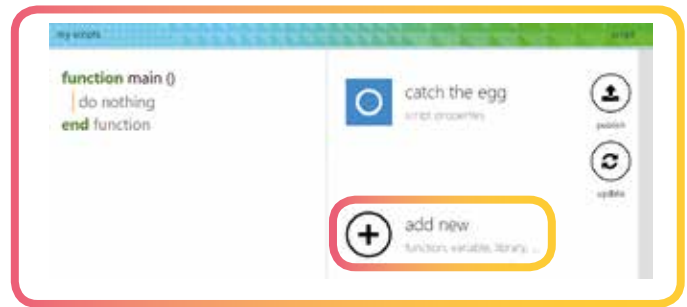 my scripts
script
function main ()
do nothing
end function
catch the egg
script properties
publish
update
add new
function, variable, library, ...